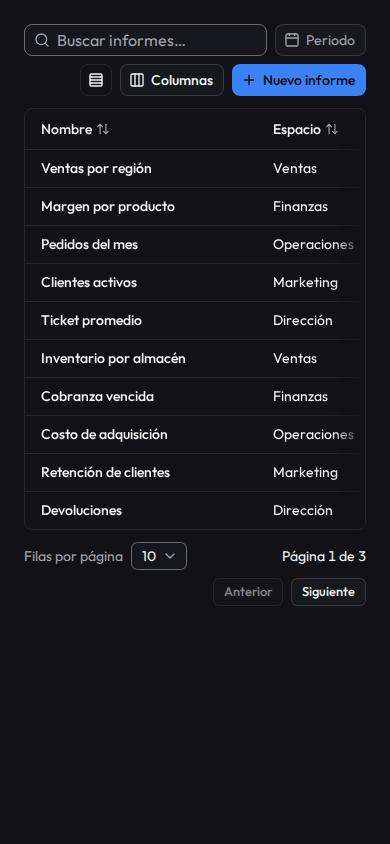 Buscar informes... Periodo
Columnas Nuevo informe
Nombre Espacio
Ventas por región Ventas
Margen por producto Finanzas
Pedidos del mes Operaciones
Clientes activos Marketing
Ticket promedio Dirección
Inventario por almacén Ventas
Cobranza vencida Finanzas
Costo de adquisición Operaciones
Retención de clientes Marketing
Devoluciones Dirección
Filas por página 10 Página 1 de 3
Anterior Siguiente